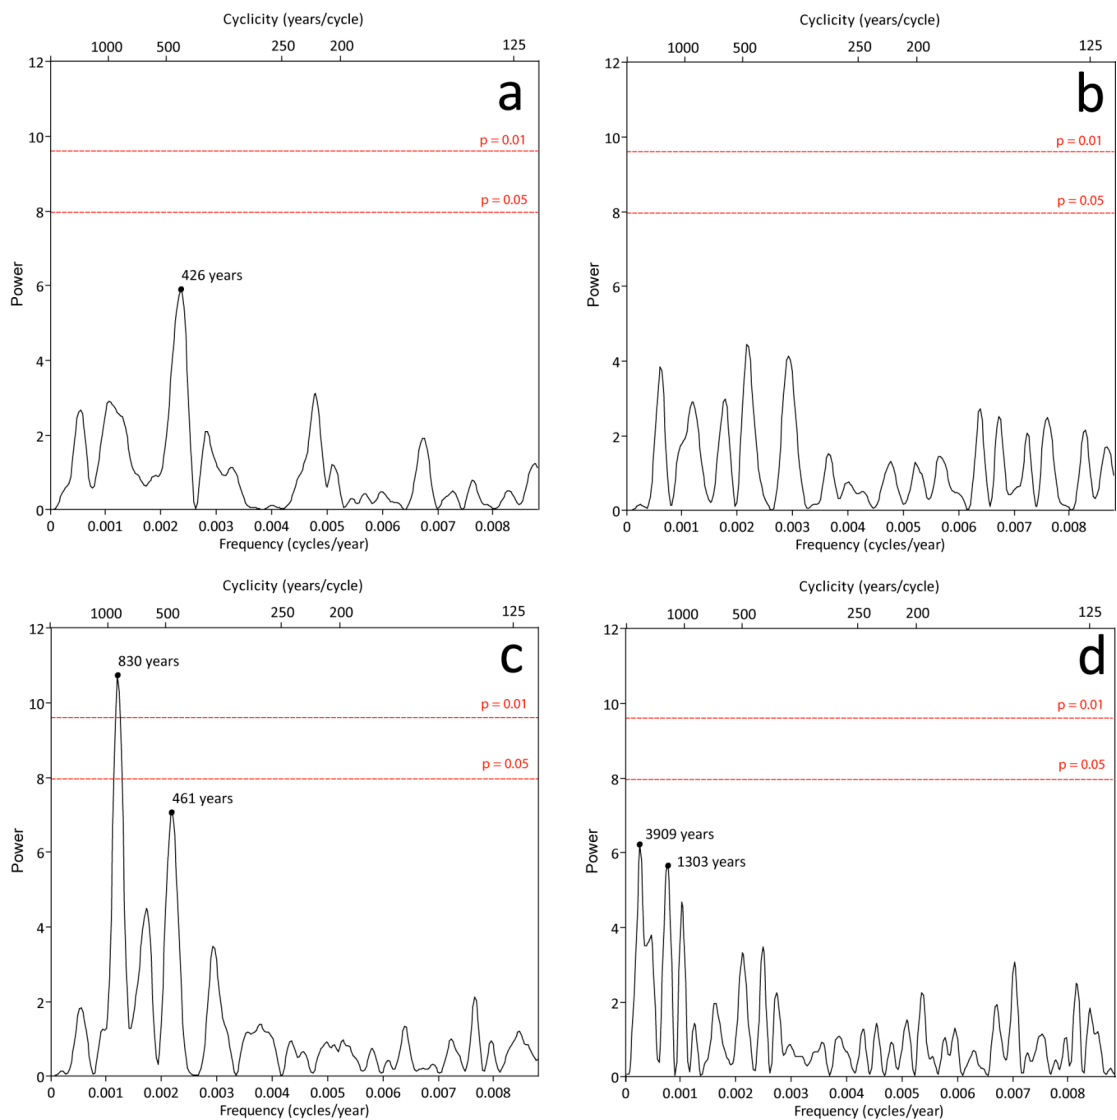 Cyclicity (years/cycle)
1000 500 250 200 125
12
a
p = 0.01
10
p = 0.05
8
426 years
6
Power
4
2
0
0 0.001 0.002 0.003 0.004 0.005 0.006 0.007 0.008
Frequency (cycles/year)
Cyclicity (years/cycle)
1000 500 250 200 125
12
b
p = 0.01
10
p = 0.05
8
6
Power
4
2
0
0 0.001 0.002 0.003 0.004 0.005 0.006 0.007 0.008
Frequency (cycles/year)
Cyclicity (years/cycle)
1000 500 250 200 125
12
c
830 years
p = 0.01
10
p = 0.05
8
461 years
6
Power
4
2
0
0 0.001 0.002 0.003 0.004 0.005 0.006 0.007 0.008
Frequency (cycles/year)
Cyclicity (years/cycle)
1000 500 250 200 125
12
d
p = 0.01
10
p = 0.05
8
3909 years
1303 years
6
Power
4
2
0
0 0.001 0.002 0.003 0.004 0.005 0.006 0.007 0.008
Frequency (cycles/year)